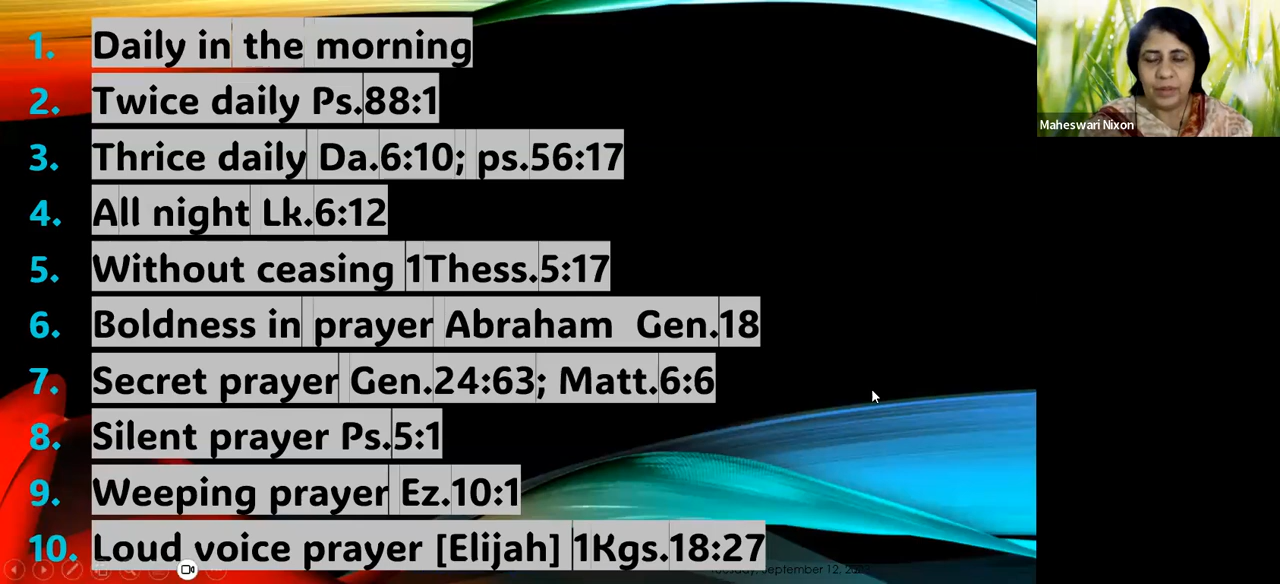 1. Daily in the morning
Maheswari Nixon
2. Twice daily Ps.88:1
3. Thrice daily Da.6:10; ps.56:17
4. All night Lk.6:12
5. Without ceasing 1Thess.5:17
6. Boldness in prayer Abraham Gen.18
7. Secret prayer Gen.24:63; Matt.6:6
8. Silent prayer Ps.5:1
9. Weeping prayer Ez.10:1
10. Loud voice prayer [Elijah] 1Kgs.18:27
September 12,